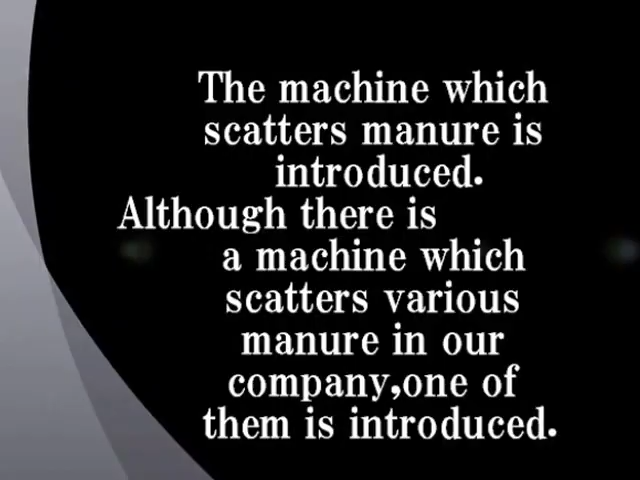 The machine which
scatters manure is
introduced.
Although there is
a machine which
scatters various
manure in our
company,one of
them is introduced.